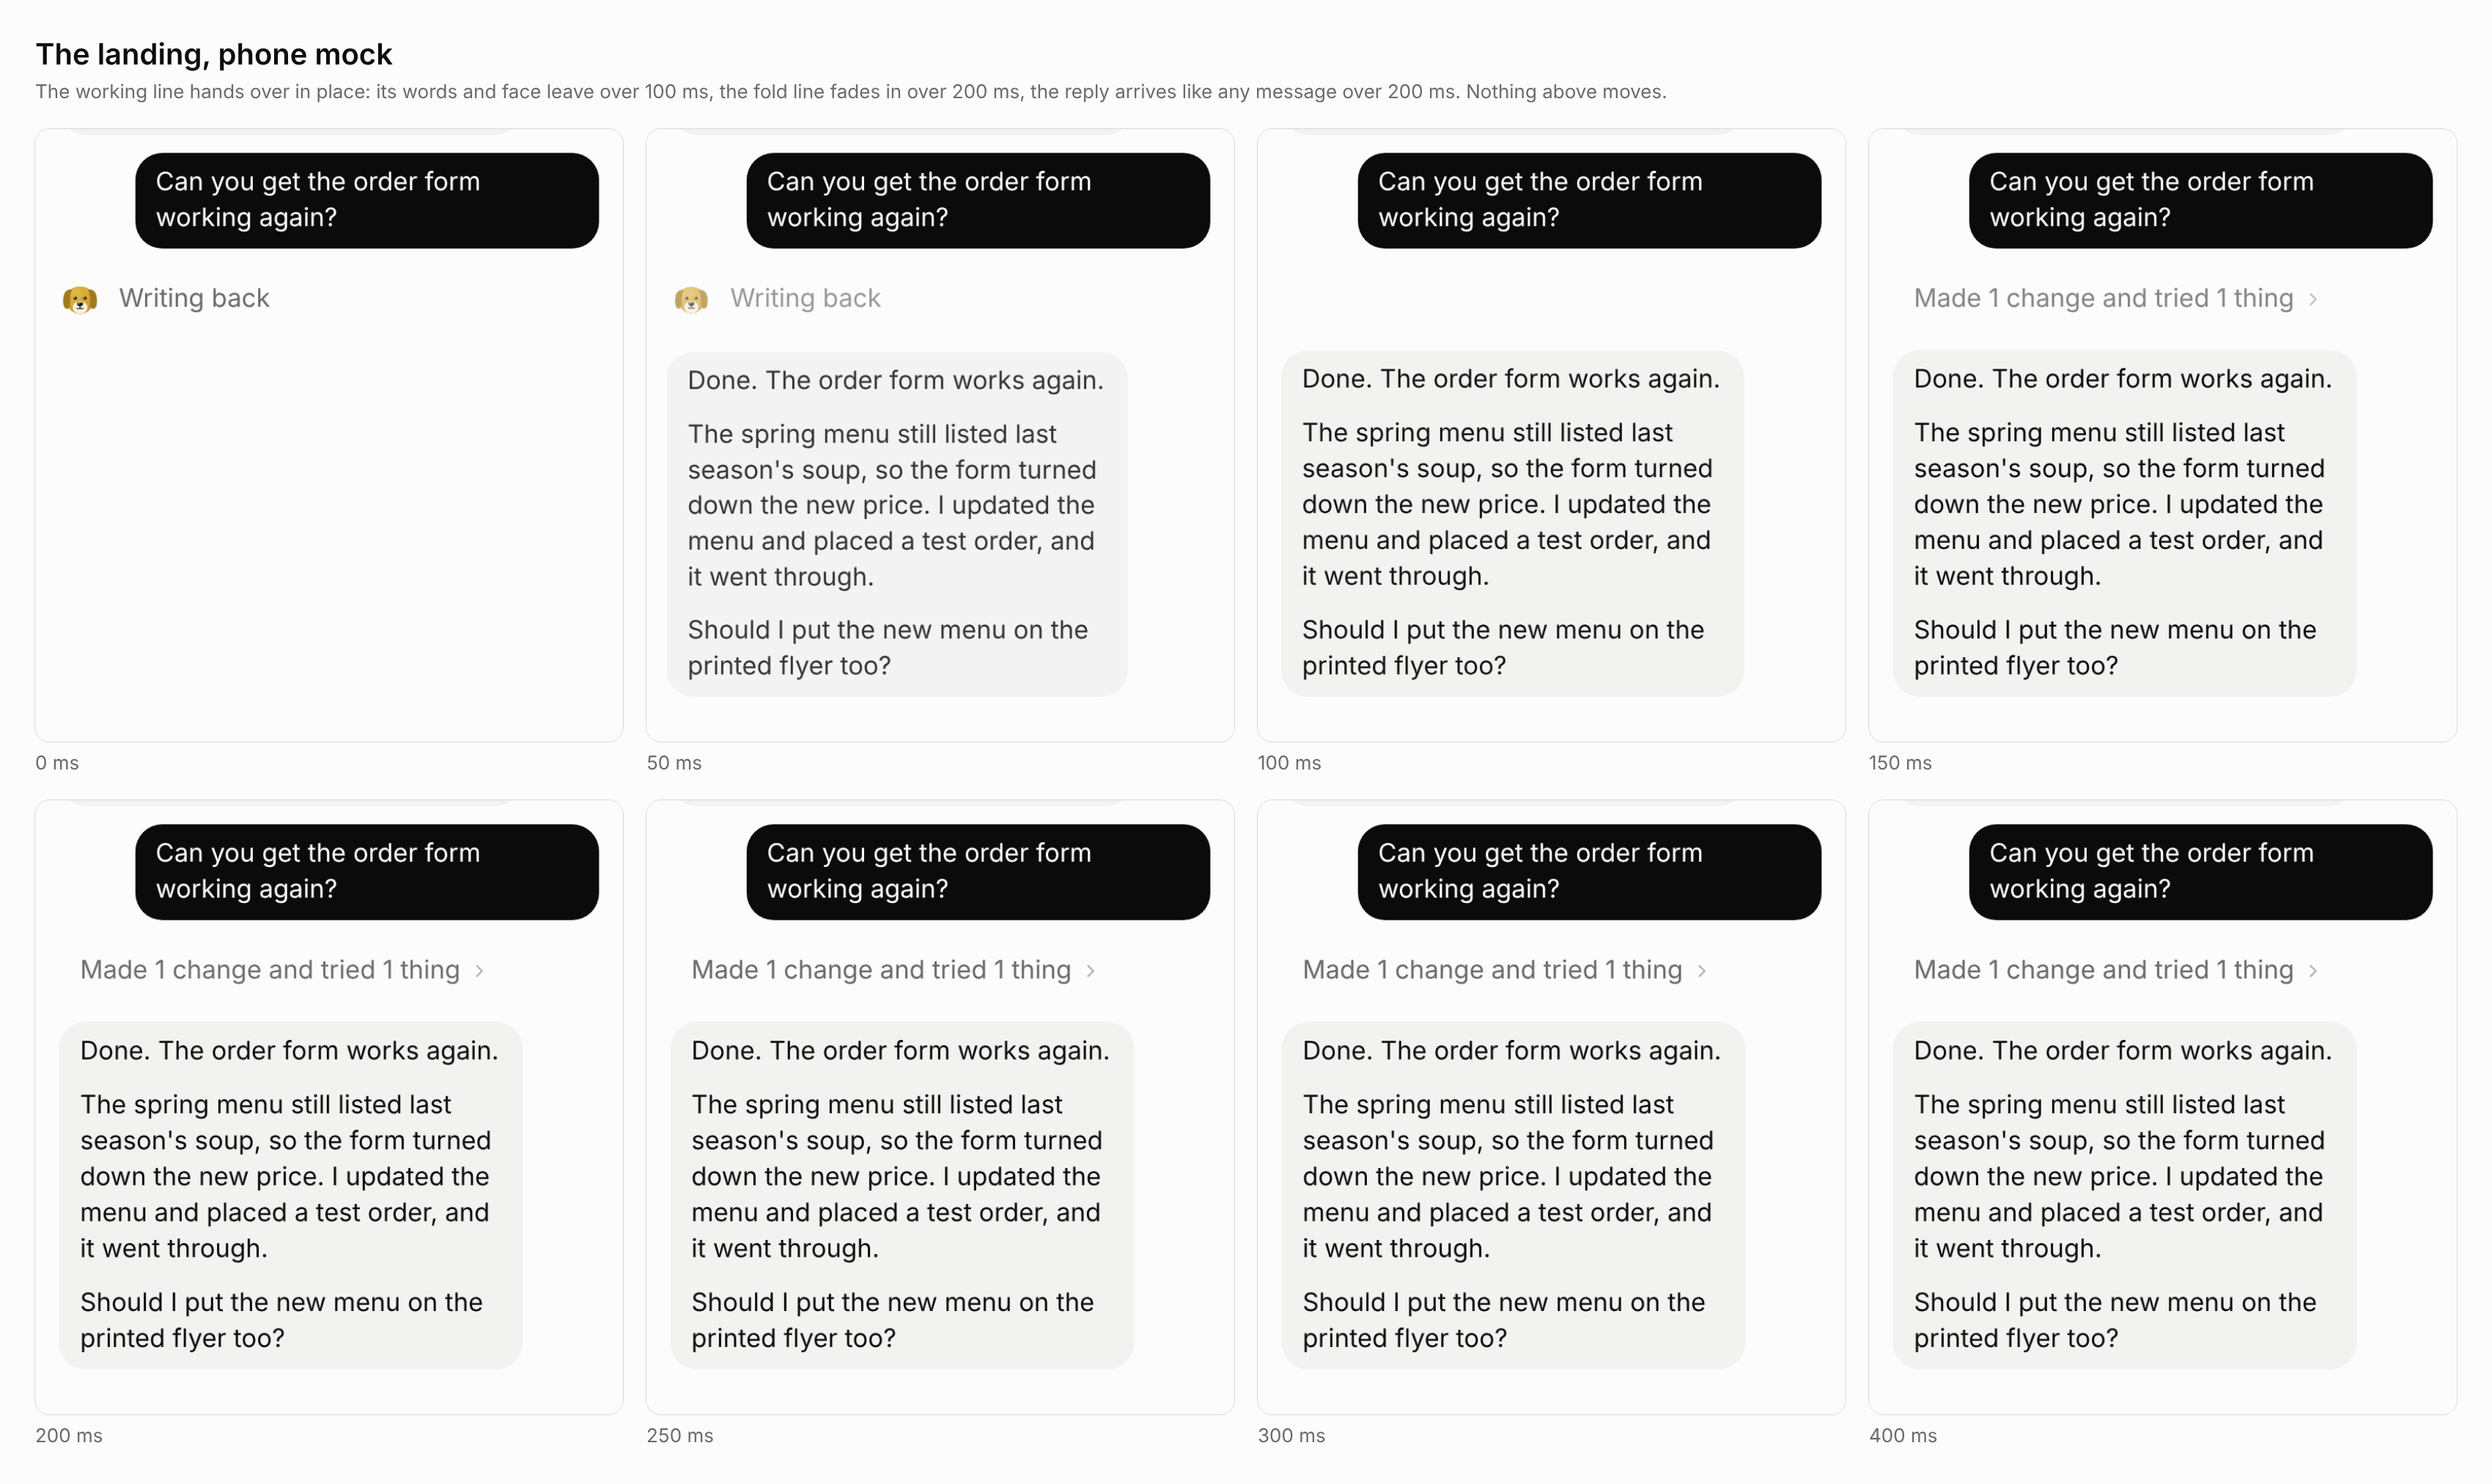 The landing, phone mock
The working line hands over in place: its words and face leave over 100 ms, the fold line fades in over 200 ms, the reply arrives like any message over 200 ms. Nothing above moves.
Can you get the order form
working again?
Writing back
0 ms
Can you get the order form
working again?
Writing back
Done. The order form works again.
The spring menu still listed last
season's soup, so the form turned
down the new price. I updated the
menu and placed a test order, and
it went through.
Should I put the new menu on the
printed flyer too?
50 ms
Can you get the order form
working again?
Done. The order form works again.
The spring menu still listed last
season's soup, so the form turned
down the new price. I updated the
menu and placed a test order, and
it went through.
Should I put the new menu on the
printed flyer too?
100 ms
Can you get the order form
working again?
Made 1 change and tried 1 thing >
Done. The order form works again.
The spring menu still listed last
season's soup, so the form turned
down the new price. I updated the
menu and placed a test order, and
it went through.
Should I put the new menu on the
printed flyer too?
150 ms
Can you get the order form
working again?
Made 1 change and tried 1 thing >
Done. The order form works again.
The spring menu still listed last
season's soup, so the form turned
down the new price. I updated the
menu and placed a test order, and
it went through.
Should I put the new menu on the
printed flyer too?
200 ms
Can you get the order form
working again?
Made 1 change and tried 1 thing >
Done. The order form works again.
The spring menu still listed last
season's soup, so the form turned
down the new price. I updated the
menu and placed a test order, and
it went through.
Should I put the new menu on the
printed flyer too?
250 ms
Can you get the order form
working again?
Made 1 change and tried 1 thing >
Done. The order form works again.
The spring menu still listed last
season's soup, so the form turned
down the new price. I updated the
menu and placed a test order, and
it went through.
Should I put the new menu on the
printed flyer too?
300 ms
Can you get the order form
working again?
Made 1 change and tried 1 thing >
Done. The order form works again.
The spring menu still listed last
season's soup, so the form turned
down the new price. I updated the
menu and placed a test order, and
it went through.
Should I put the new menu on the
printed flyer too?
400 ms